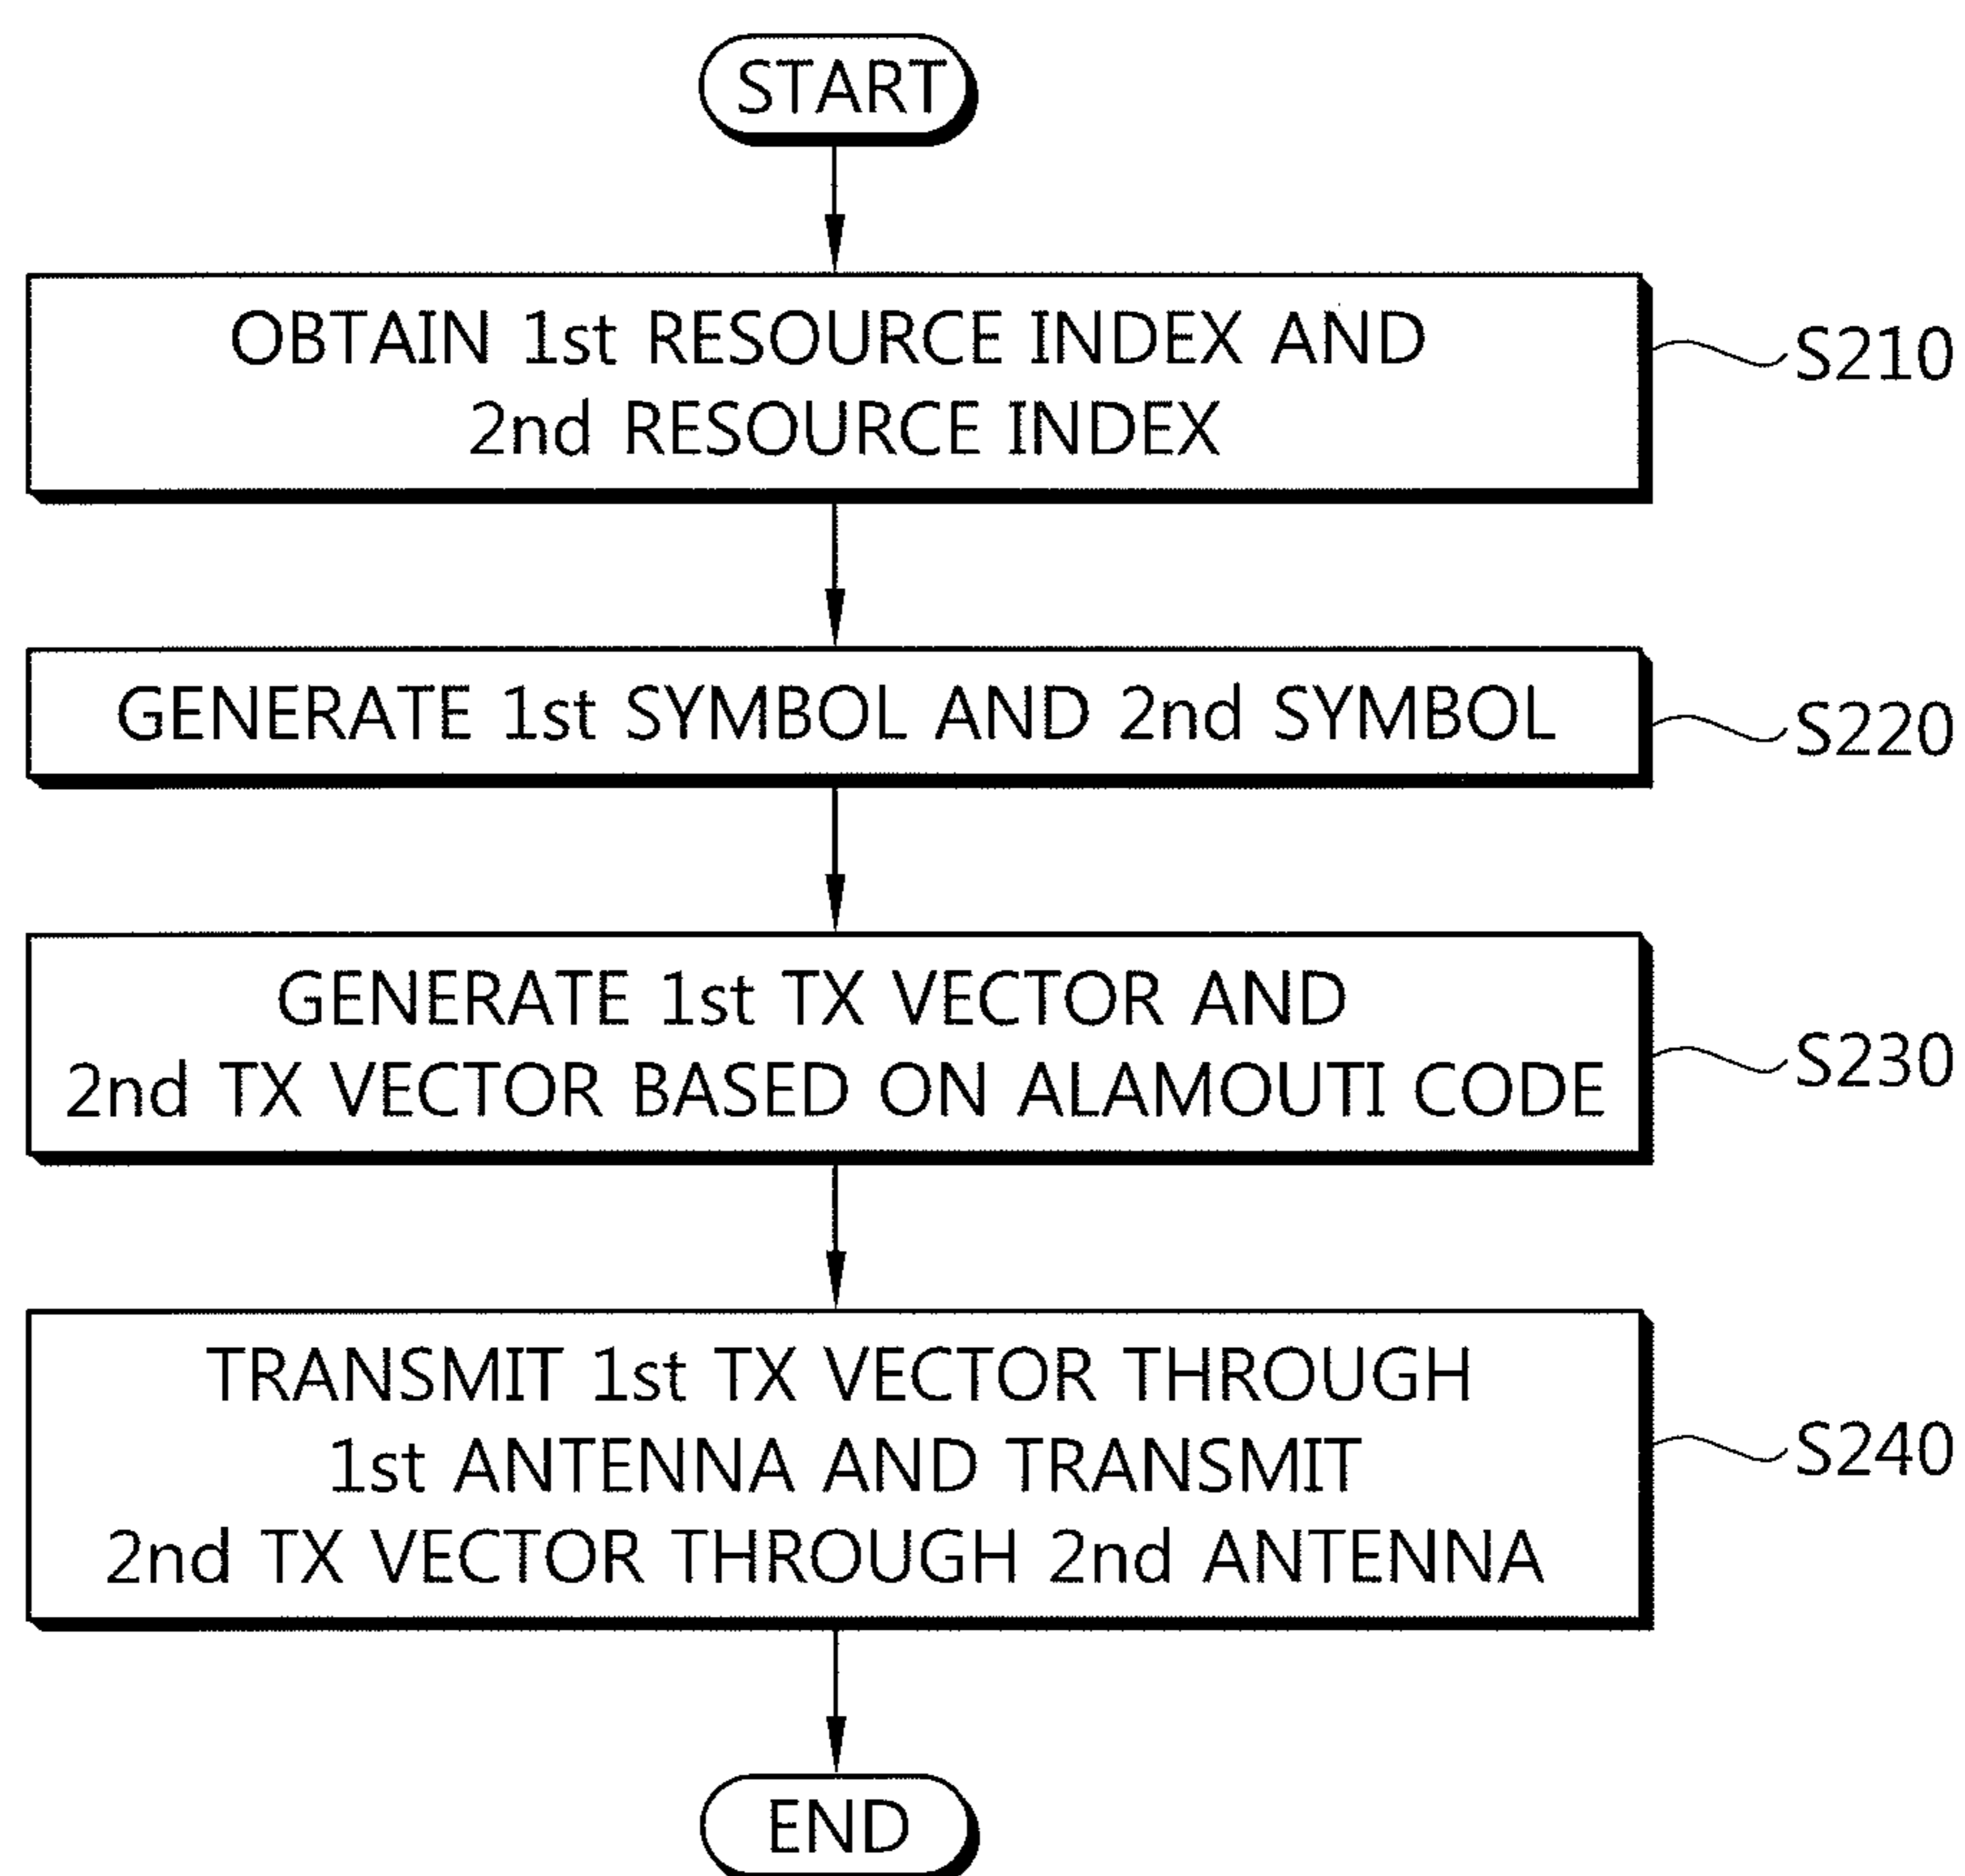 START
OBTAIN 1st RESOURCE INDEX AND
2nd RESOURCE INDEX
S210
GENERATE 1st SYMBOL AND 2nd SYMBOL
S220
GENERATE 1st TX VECTOR AND
2nd TX VECTOR BASED ON ALAMOUTI CODE
S230
TRANSMIT 1st TX VECTOR THROUGH
1st ANTENNA AND TRANSMIT
2nd TX VECTOR THROUGH 2nd ANTENNA
S240
END